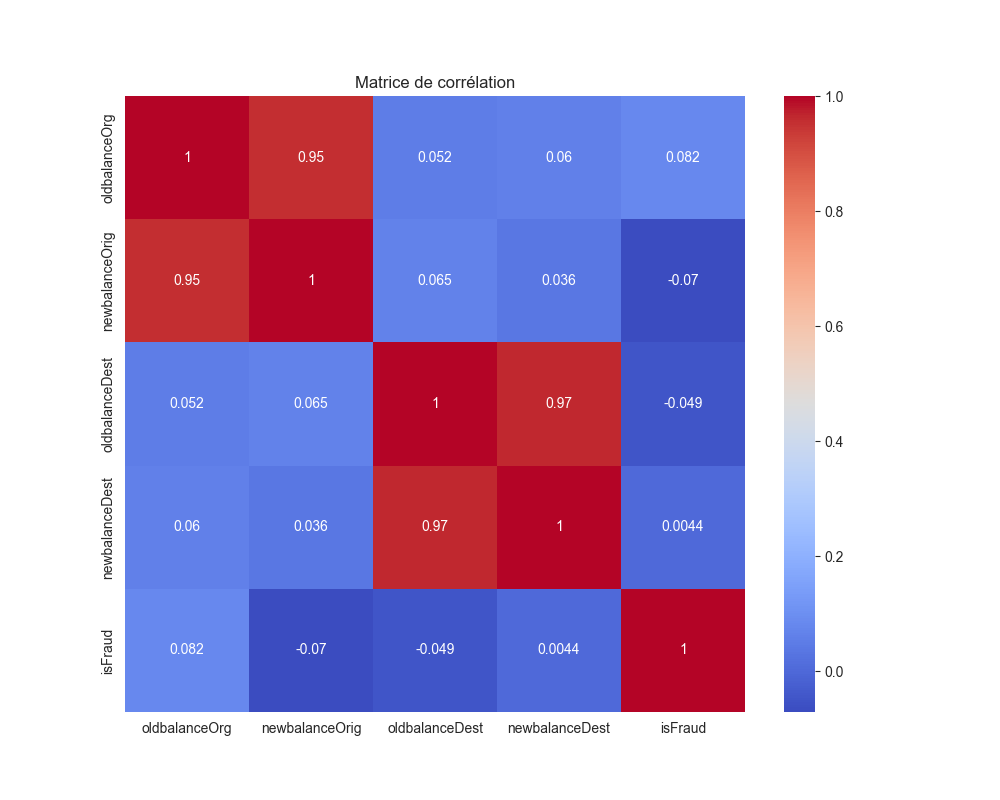 Matrice de corrélation
oldbalanceOrg 1 0.95 0.052 0.06 0.082
newbalanceOrig 0.95 1 0.065 0.036 -0.07
oldbalanceDest 0.052 0.065 1 0.97 -0.049
newbalanceDest 0.06 0.036 0.97 1 0.0044
isFraud 0.082 -0.07 -0.049 0.0044 1
oldbalanceOrg newbalanceOrig oldbalanceDest newbalanceDest isFraud
1.0
0.8
0.6
0.4
0.2
0.0